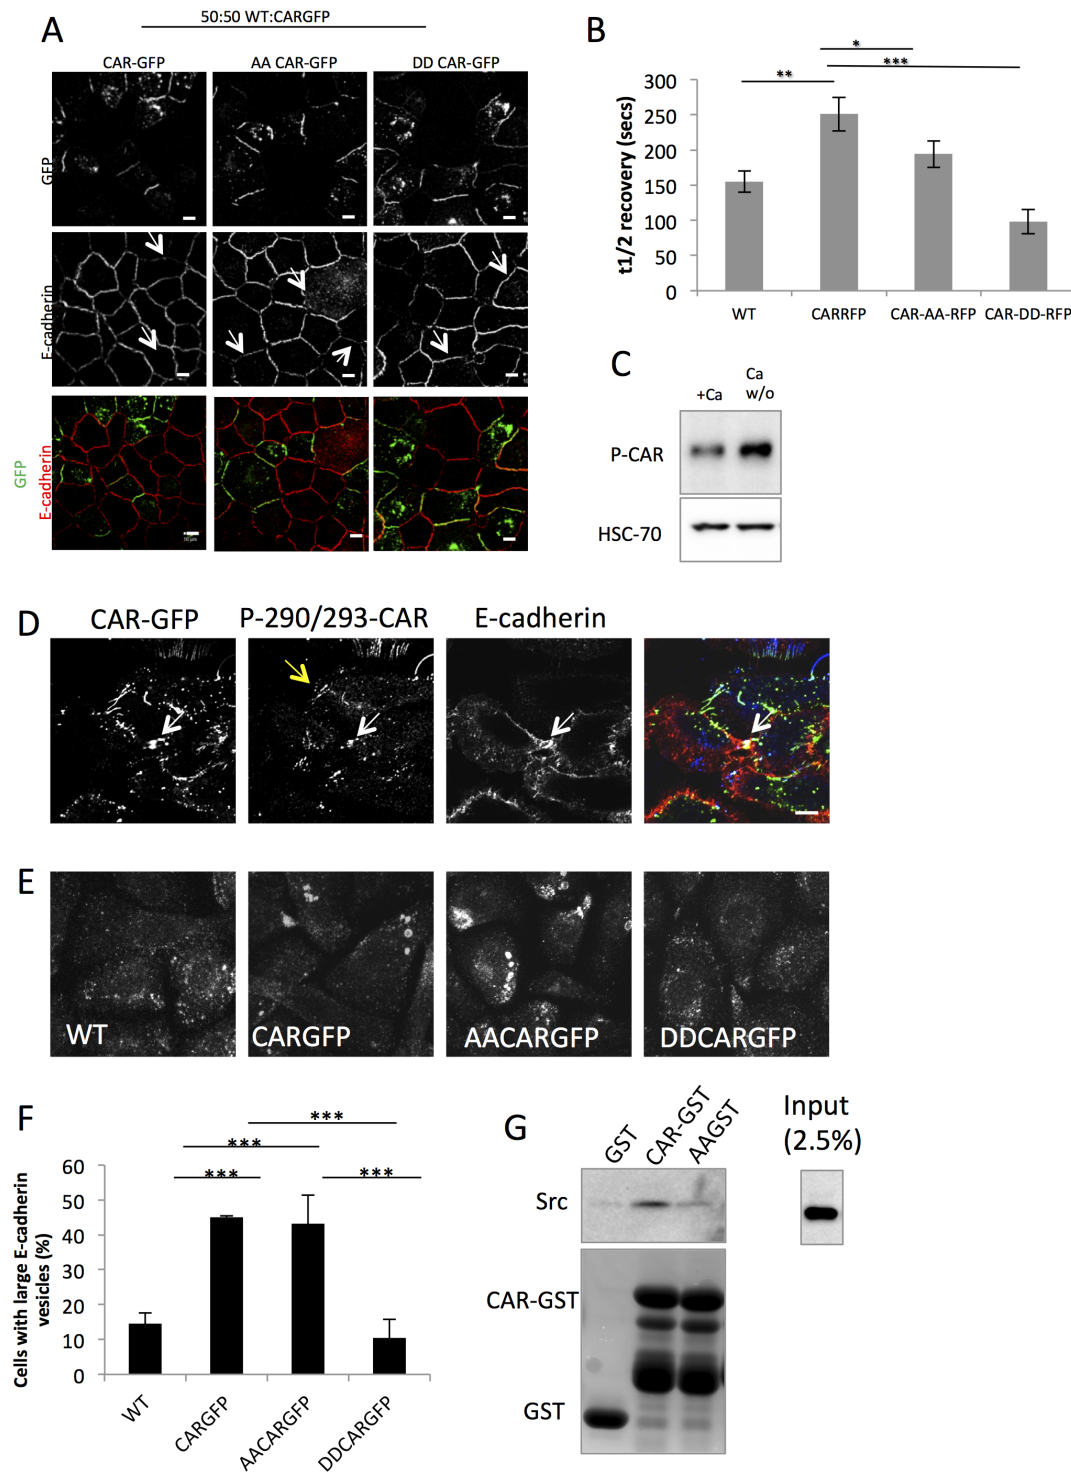 A
50:50 WT:CARGFP
CAR-GFP
AA CAR-GFP
DD CAR-GFP
GFP
E-cadherin
GFP
E-cadherin
10 µm
B
*
**
***
t1/2 recovery (secs)
300
250
200
150
100
50
0
WT
CARRFP
CAR-AA-RFP
CAR-DD-RFP
C
+Ca
Ca
w/o
P-CAR
HSC-70
D
CAR-GFP
P-290/293-CAR
E-cadherin
E
WT
CARGFP
AACARGFP
DDCARGFP
F
***
***
***
***
Cells with large E-cadherin
vesicles (%)
60
50
40
30
20
10
0
WT
CARGFP
AACARGFP
DDCARGFP
G
GST
CAR-GST
AAGST
Input
(2.5%)
Src
CAR-GST
GST